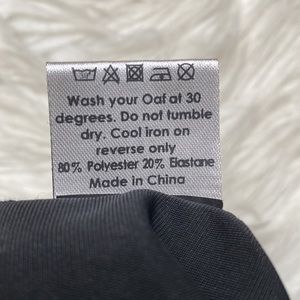 Wash your Oaf at 30
degrees. Do not tumble
dry. Cool iron on
reverse only
80% Polyester 20% Elastane
Made in China